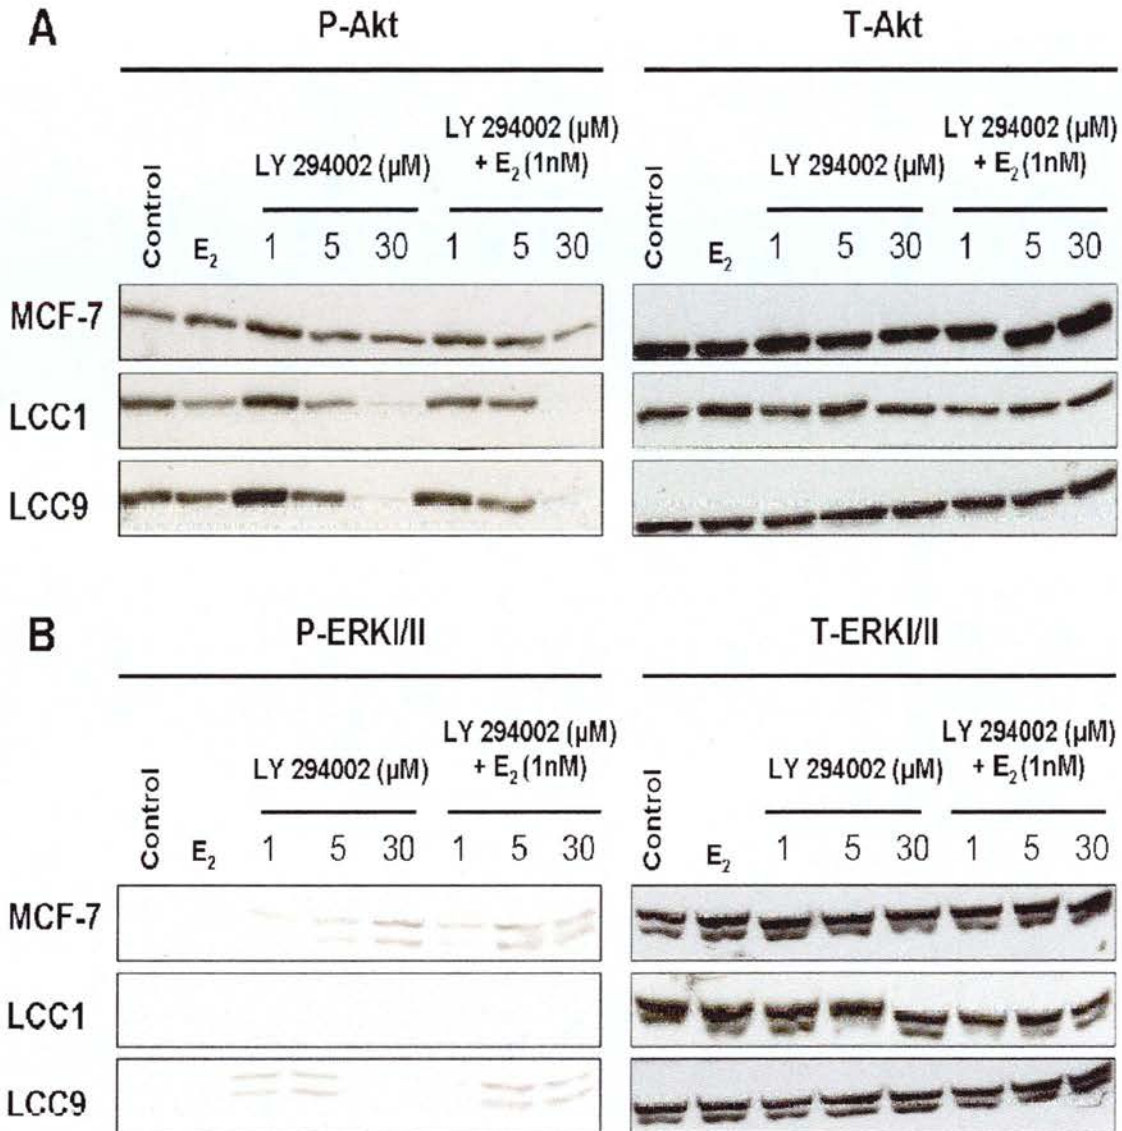 A
P-Akt
T-Akt
LY 294002 (µM)
+ E₂ (1nM)
LY 294002 (µM)
Control
E₂
1 5 30 1 5 30
LY 294002 (µM)
+ E₂ (1nM)
LY 294002 (µM)
Control
E₂
1 5 30 1 5 30
MCF-7
LCC1
LCC9
B
P-ERKI/II
T-ERKI/II
LY 294002 (µM)
+ E₂ (1nM)
LY 294002 (µM)
Control
E₂
1 5 30 1 5 30
LY 294002 (µM)
+ E₂ (1nM)
LY 294002 (µM)
Control
E₂
1 5 30 1 5 30
MCF-7
LCC1
LCC9